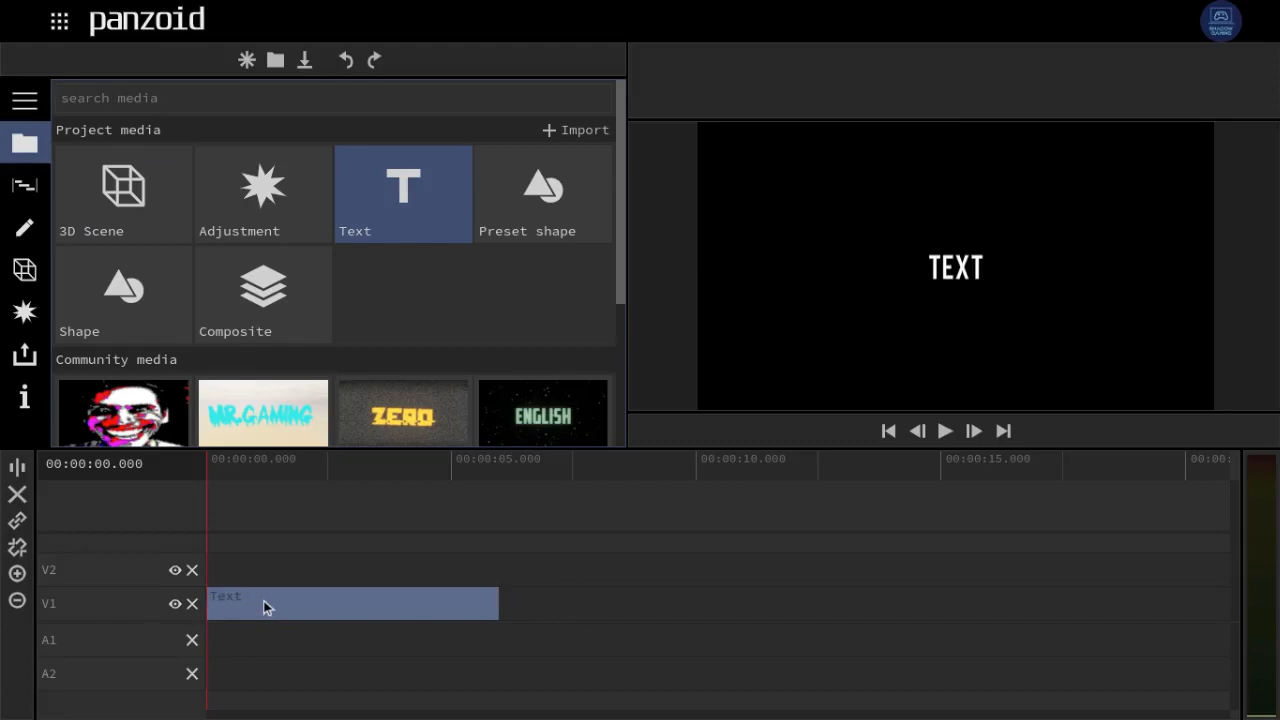 panzoid
SHADOW GAMING
search media
Project media
Import
3D Scene
Adjustment
Text
T
Preset shape
Shape
Composite
Community media
MR.GAMING
ZERO
ENGLISH
TEXT
00:00:00.000
00:00:00.000
00:00:05.000
00:00:10.000
00:00:15.000
00:00:
V2
V1
Text
A1
A2